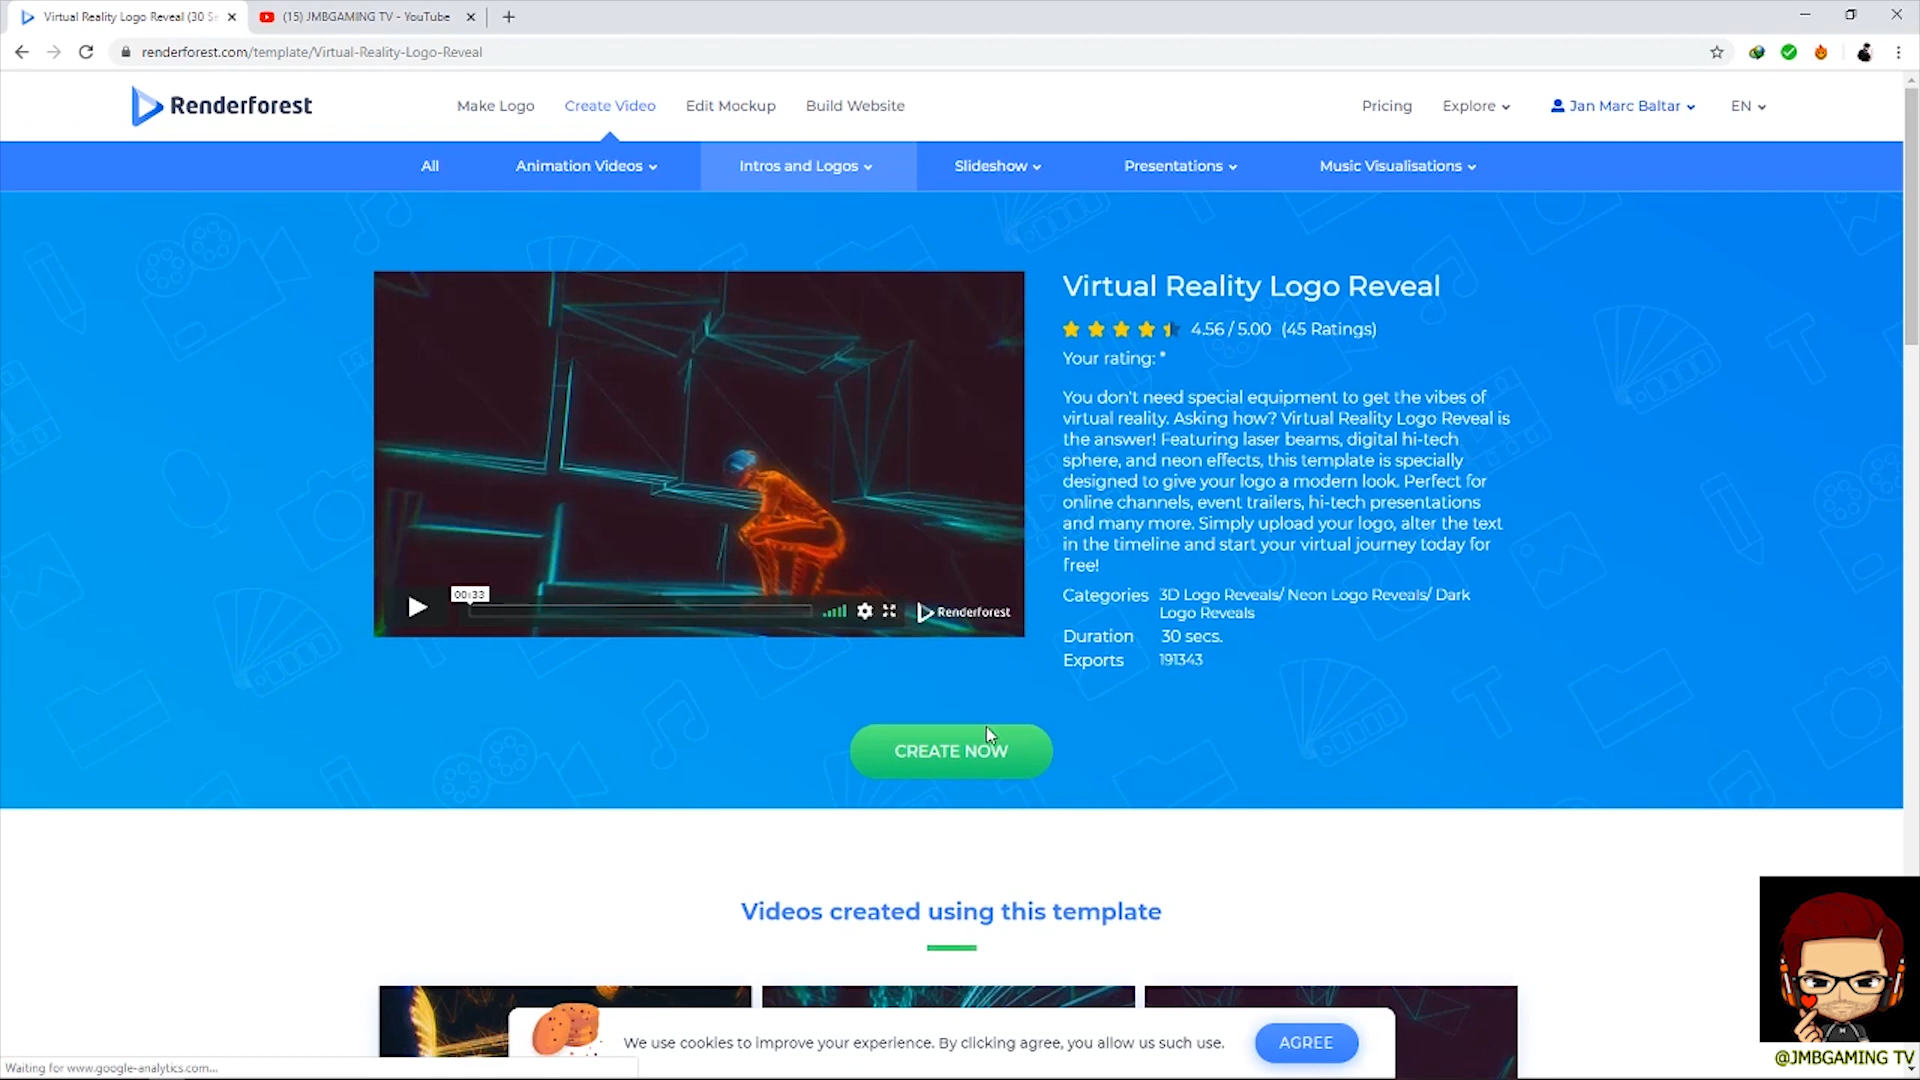 Virtual Reality Logo Reveal (30 Se
(15) JMBGAMING TV - YouTube
renderforest.com/template/Virtual-Reality-Logo-Reveal
Renderforest
Make Logo
Create Video
Edit Mockup
Build Website
Pricing
Explore
Jan Marc Baltar
EN
All
Animation Videos
Intros and Logos
Slideshow
Presentations
Music Visualisations
Virtual Reality Logo Reveal
4.56 / 5.00 (45 Ratings)
Your rating: *
You don't need special equipment to get the vibes of
virtual reality. Asking how? Virtual Reality Logo Reveal is
the answer! Featuring laser beams, digital hi-tech
sphere, and neon effects, this template is specially
designed to give your logo a modern look. Perfect for
online channels, event trailers, hi-tech presentations
and many more. Simply upload your logo, alter the text
in the timeline and start your virtual journey today for
free!
00:33
Renderforest
Categories 3D Logo Reveals/ Neon Logo Reveals/ Dark
Logo Reveals
Duration 30 secs.
Exports 191343
CREATE NOW
Videos created using this template
We use cookies to improve your experience. By clicking agree, you allow us such use.
AGREE
Waiting for www.google-analytics.com...
@JMBGAMING TV